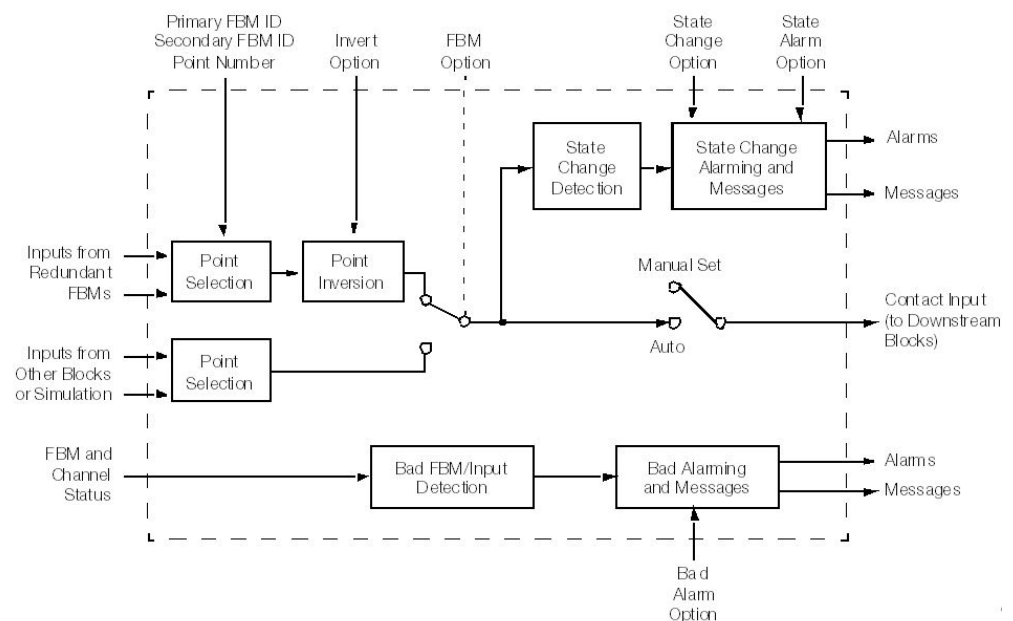 Primary FBM ID
Secondary FBM ID
Point Number
Invert
Option
FBM
Option
State
Change
Option
State
Alarm
Option
State
Change
Detection
State Change
Alarming and
Messages
Alarms
Messages
Inputs from
Redundant
FBMs
Point
Selection
Point
Inversion
Manual Set
Auto
Contact Input
(to Downstream
Blocks)
Inputs from
Other Blocks
or Simulation
Point
Selection
FBM and
Channel
Status
Bad FBM/Input
Detection
Bad Alarming
and Messages
Alarms
Messages
Bad
Alarm
Option